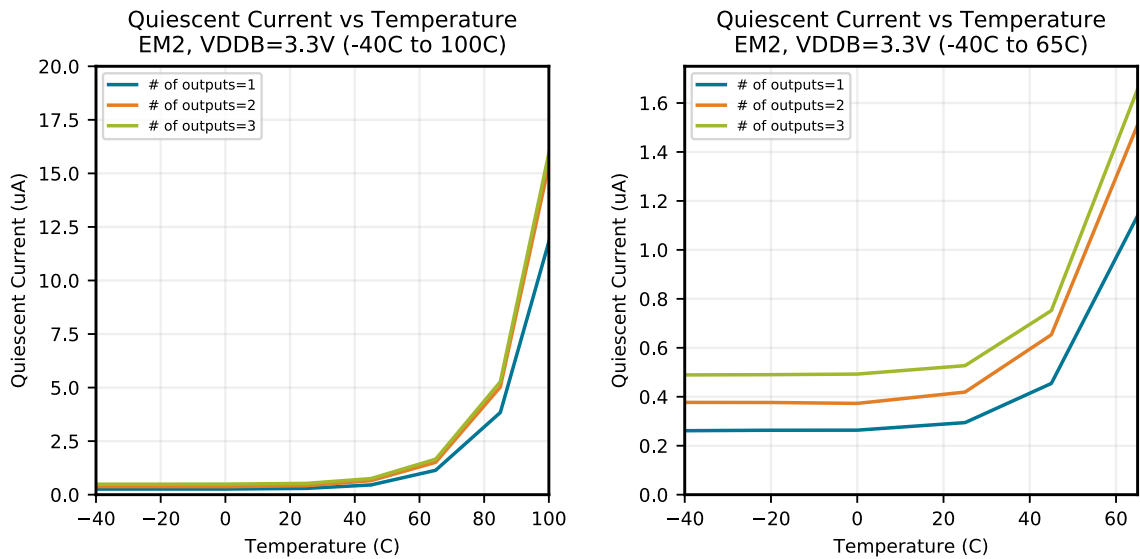 Quiescent Current vs Temperature
EM2, VDDB=3.3V (-40C to 100C)
Quiescent Current (uA)
20.0
17.5
15.0
12.5
10.0
7.5
5.0
2.5
0.0
# of outputs=1
# of outputs=2
# of outputs=3
−40
−20
0
20
40
60
80
100
Temperature (C)
Quiescent Current vs Temperature
EM2, VDDB=3.3V (-40C to 65C)
Quiescent Current (uA)
1.6
1.4
1.2
1.0
0.8
0.6
0.4
0.2
0.0
# of outputs=1
# of outputs=2
# of outputs=3
−40
−20
0
20
40
60
Temperature (C)